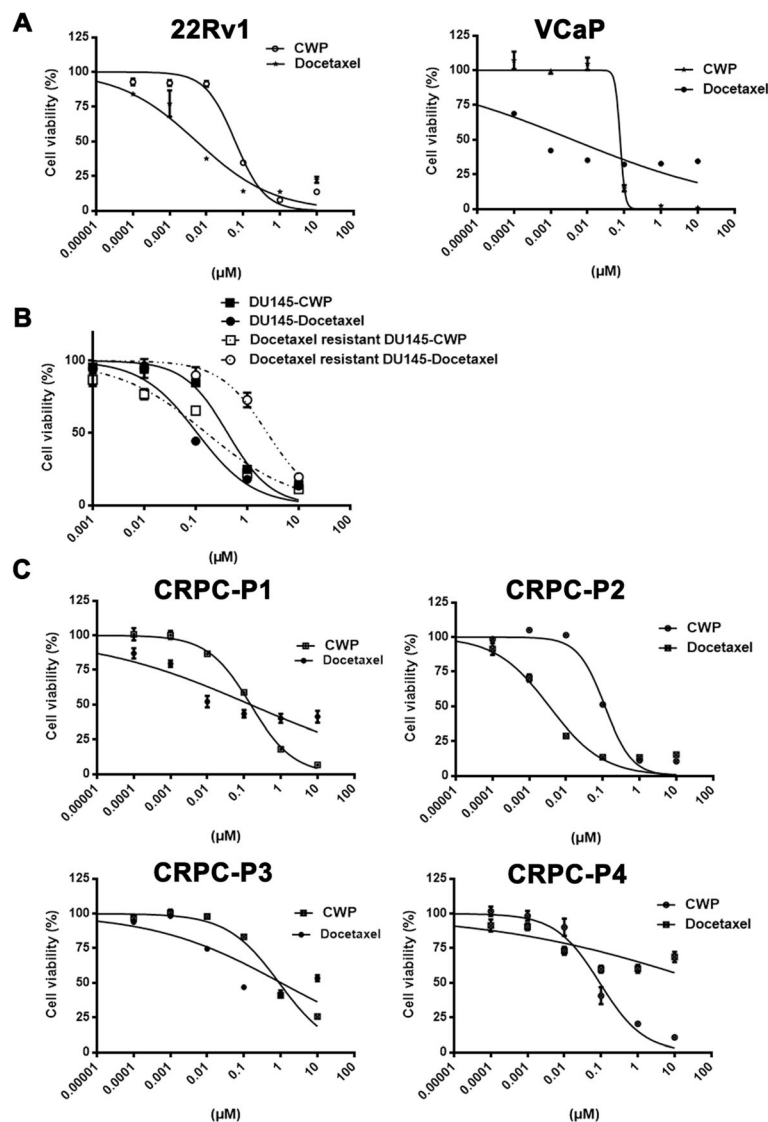 A
22Rv1
CWP
Docetaxel
Cell viability (%)
125
100
75
50
25
0
0.00001
0.0001
0.001
0.01
0.1
1
10
100
(µM)
VCaP
CWP
Docetaxel
Cell viability (%)
125
100
75
50
25
0
0.00001
0.0001
0.001
0.01
0.1
1
10
100
(µM)
B
DU145-CWP
DU145-Docetaxel
Docetaxel resistant DU145-CWP
Docetaxel resistant DU145-Docetaxel
Cell viability (%)
100
50
0
0.001
0.01
0.1
1
10
100
(µM)
C
CRPC-P1
CWP
Docetaxel
Cell viability (%)
125
100
75
50
25
0
0.00001
0.0001
0.001
0.01
0.1
1
10
100
(µM)
CRPC-P2
CWP
Docetaxel
Cell viability (%)
125
100
75
50
25
0
0.00001
0.0001
0.001
0.01
0.1
1
10
100
(µM)
CRPC-P3
CWP
Docetaxel
Cell viability (%)
125
100
75
50
25
0
0.00001
0.0001
0.001
0.01
0.1
1
10
100
(µM)
CRPC-P4
CWP
Docetaxel
Cell viability (%)
125
100
75
50
25
0
0.00001
0.0001
0.001
0.01
0.1
1
10
100
(µM)